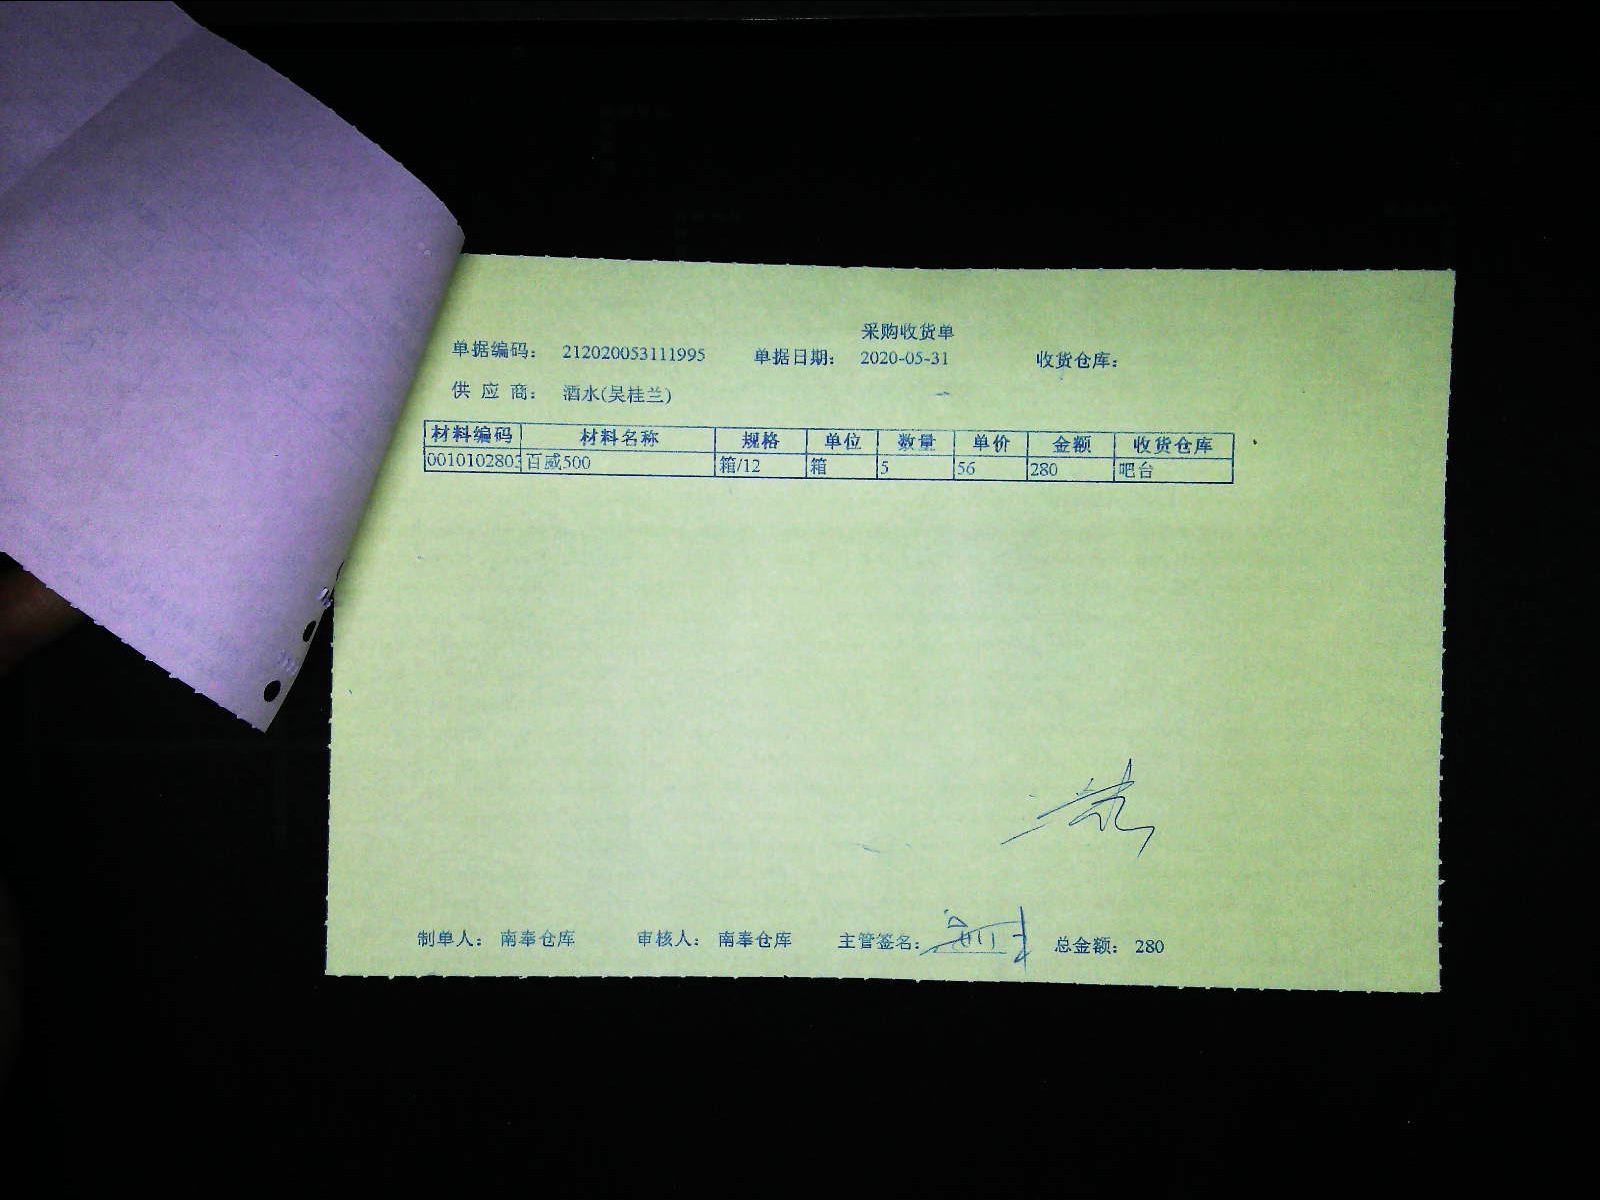 采购收货单
单据编码： 212020053111995 单据日期： 2020-05-31 收货仓库：
供 应 商： 酒水(吴桂兰)
材料编码 材料名称 规格 单位 数量 单价 金额 收货仓库
0010102803 百威500 箱/12 箱 5 56 280 吧台
制单人： 南奉仓库 审核人： 南奉仓库 主管签名： 总金额： 280